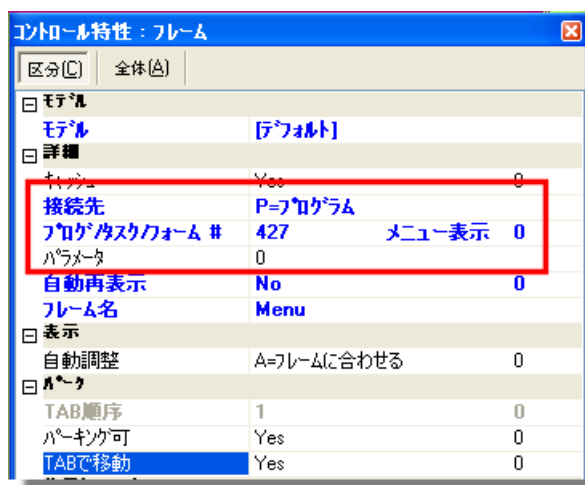 コントロール特性 : フレーム
区分(C) 全体(A)
ﾓﾃﾞﾙ
ﾓﾃﾞﾙ [ﾃﾞﾌｫﾙﾄ]
詳細
ｷｬｯｼｭ Yes 0
接続先 P=ﾌﾟﾛｸﾞﾗﾑ
ﾌﾟﾛｸﾞ/ﾀｽｸ/ﾌｫｰﾑ # 427 メニュー表示 0
ﾊﾟﾗﾒｰﾀ 0
自動再表示 No 0
ﾌﾚｰﾑ名 Menu
表示
自動調整 A=ﾌﾚｰﾑに合わせる 0
ﾊﾟｰｸ
TAB順序 1 0
ﾊﾟｰｷﾝｸﾞ可 Yes 0
TABで移動 Yes 0